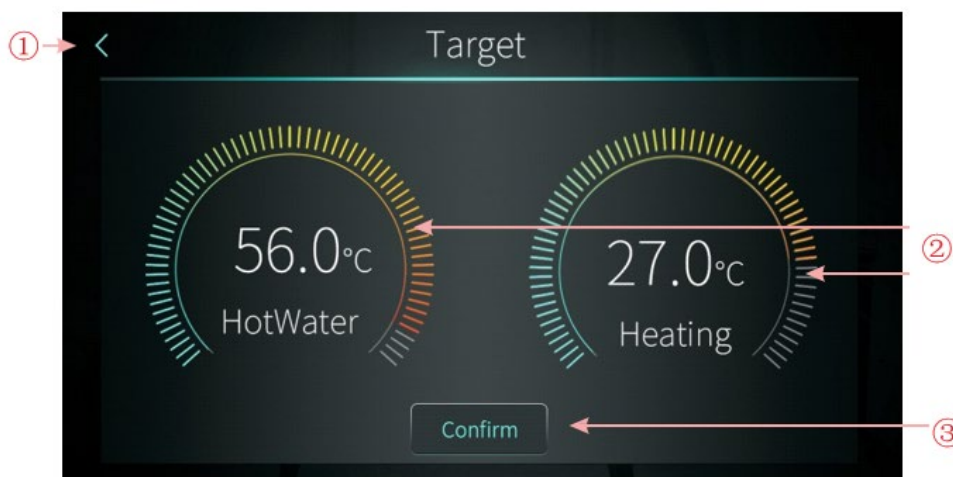 ① Target
56.0°C 27.0°C ②
HotWater Heating
Confirm ③